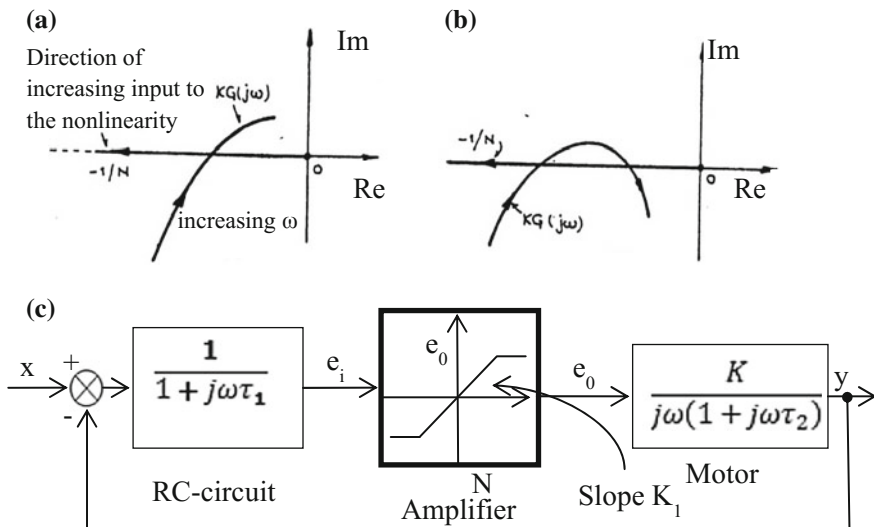 (a)
Im
Direction of
increasing input to
the nonlinearity
KG(jω)
-1/N
0
Re
increasing ω
(b)
Im
-1/N
0
Re
KG(jω)
(c)
x
+
-
1
1 + jωτ₁
RC-circuit
eᵢ
e₀
N
Amplifier
e₀
Slope K₁
K
jω(1 + jωτ₂)
Motor
y